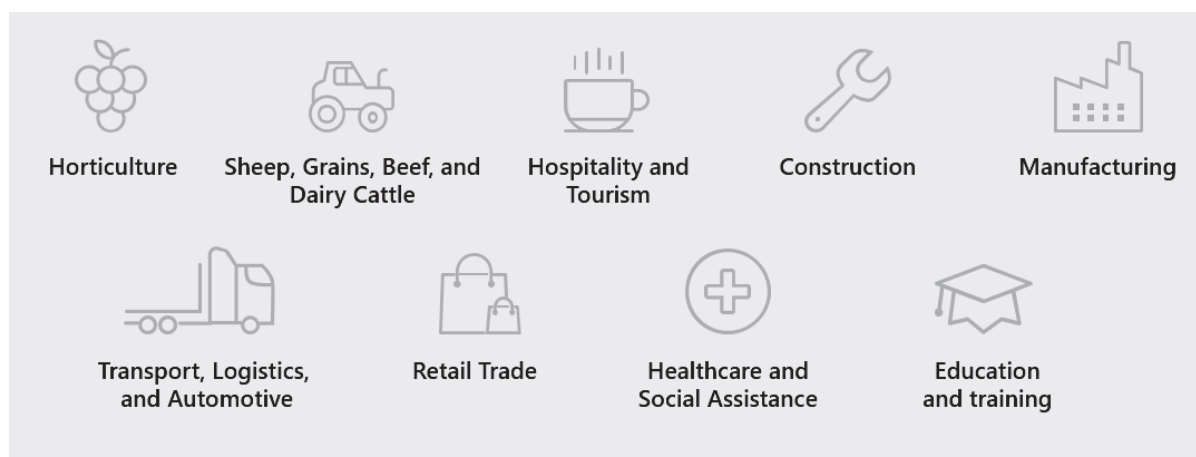 Horticulture
Sheep, Grains, Beef, and
Dairy Cattle
Hospitality and
Tourism
Construction
Manufacturing
Transport, Logistics,
and Automotive
Retail Trade
Healthcare and
Social Assistance
Education
and training